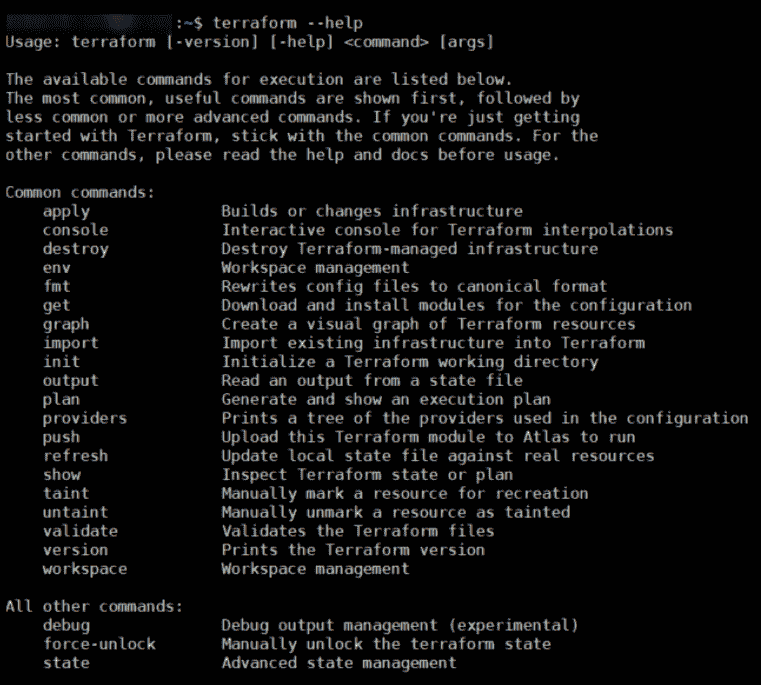 :~$ terraform --help
Usage: terraform [-version] [-help] <command> [args]

The available commands for execution are listed below.
The most common, useful commands are shown first, followed by
less common or more advanced commands. If you're just getting
started with Terraform, stick with the common commands. For the
other commands, please read the help and docs before usage.

Common commands:
    apply              Builds or changes infrastructure
    console            Interactive console for Terraform interpolations
    destroy            Destroy Terraform-managed infrastructure
    env                Workspace management
    fmt                Rewrites config files to canonical format
    get                Download and install modules for the configuration
    graph              Create a visual graph of Terraform resources
    import             Import existing infrastructure into Terraform
    init               Initialize a Terraform working directory
    output             Read an output from a state file
    plan               Generate and show an execution plan
    providers          Prints a tree of the providers used in the configuration
    push               Upload this Terraform module to Atlas to run
    refresh            Update local state file against real resources
    show               Inspect Terraform state or plan
    taint              Manually mark a resource for recreation
    untaint            Manually unmark a resource as tainted
    validate           Validates the Terraform files
    version            Prints the Terraform version
    workspace          Workspace management

All other commands:
    debug              Debug output management (experimental)
    force-unlock       Manually unlock the terraform state
    state              Advanced state management